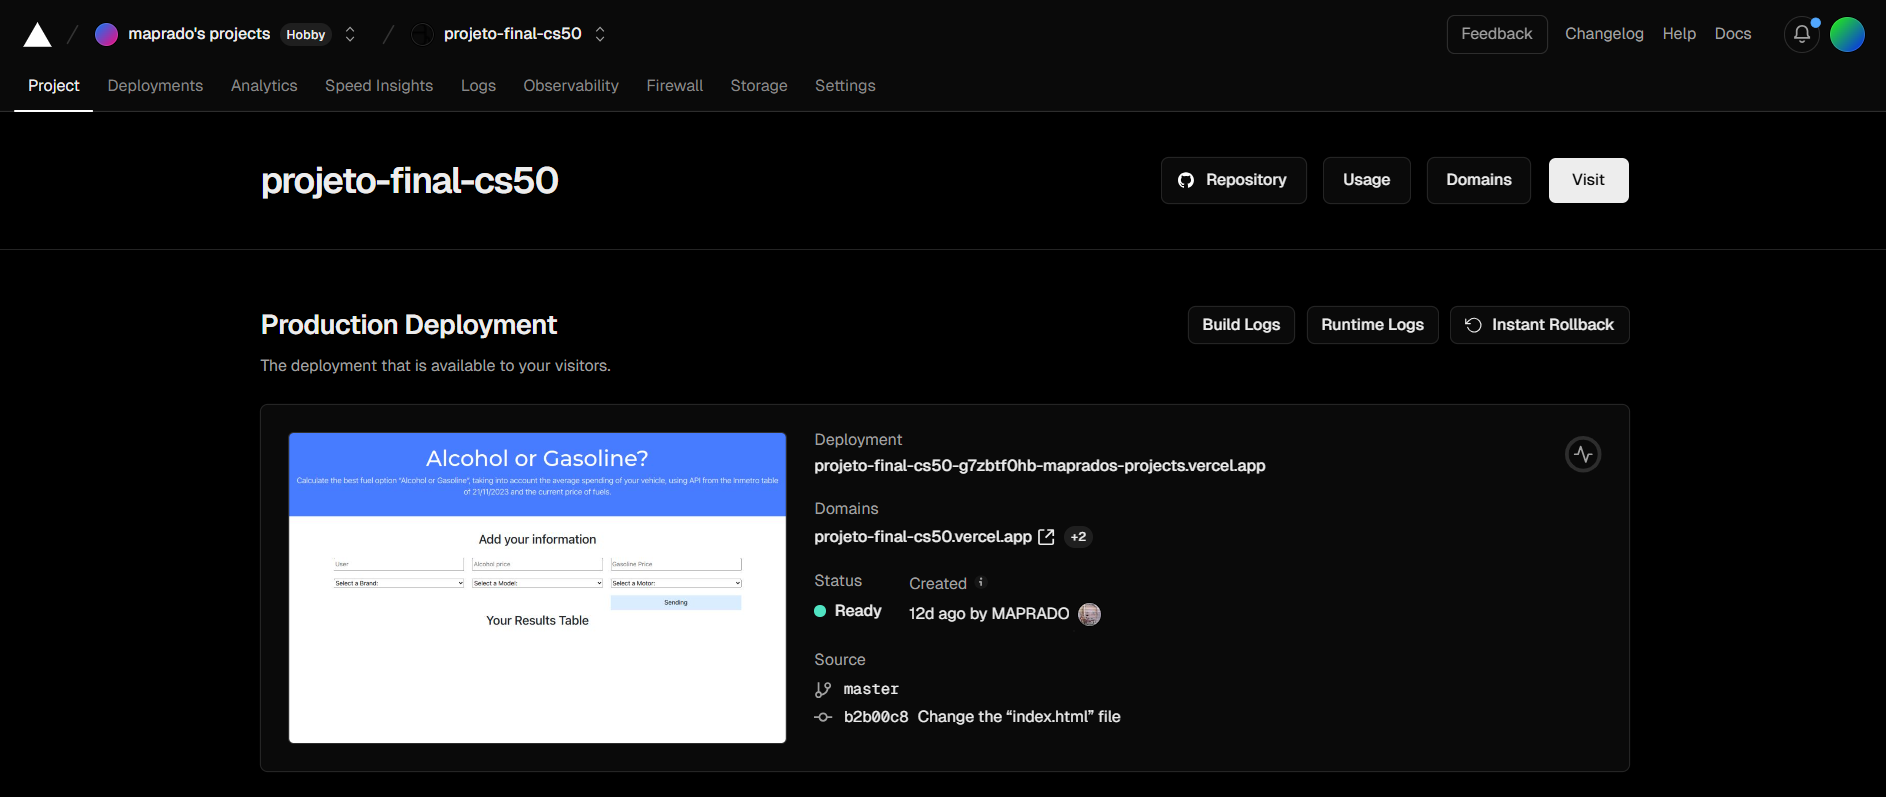 maprado's projects Hobby projeto-final-cs50 Feedback Changelog Help Docs
Project Deployments Analytics Speed Insights Logs Observability Firewall Storage Settings
projeto-final-cs50 Repository Usage Domains Visit
Production Deployment Build Logs Runtime Logs Instant Rollback
The deployment that is available to your visitors.
Alcohol or Gasoline?
Calculate the best fuel option "Alcohol or Gasoline", taking into account the average spending of your vehicle, using API from the Inmetro table
of 21/11/2023 and the current price of fuels.
Add your information
User Alcohol price Gasoline Price
Select a Brand: Select a Model: Select a Motor:
Sending
Your Results Table
Deployment
projeto-final-cs50-g7zbtf0hb-maprados-projects.vercel.app
Domains
projeto-final-cs50.vercel.app +2
Status Created
Ready 12d ago by MAPRADO
Source
master
b2b00c8 Change the “index.html” file